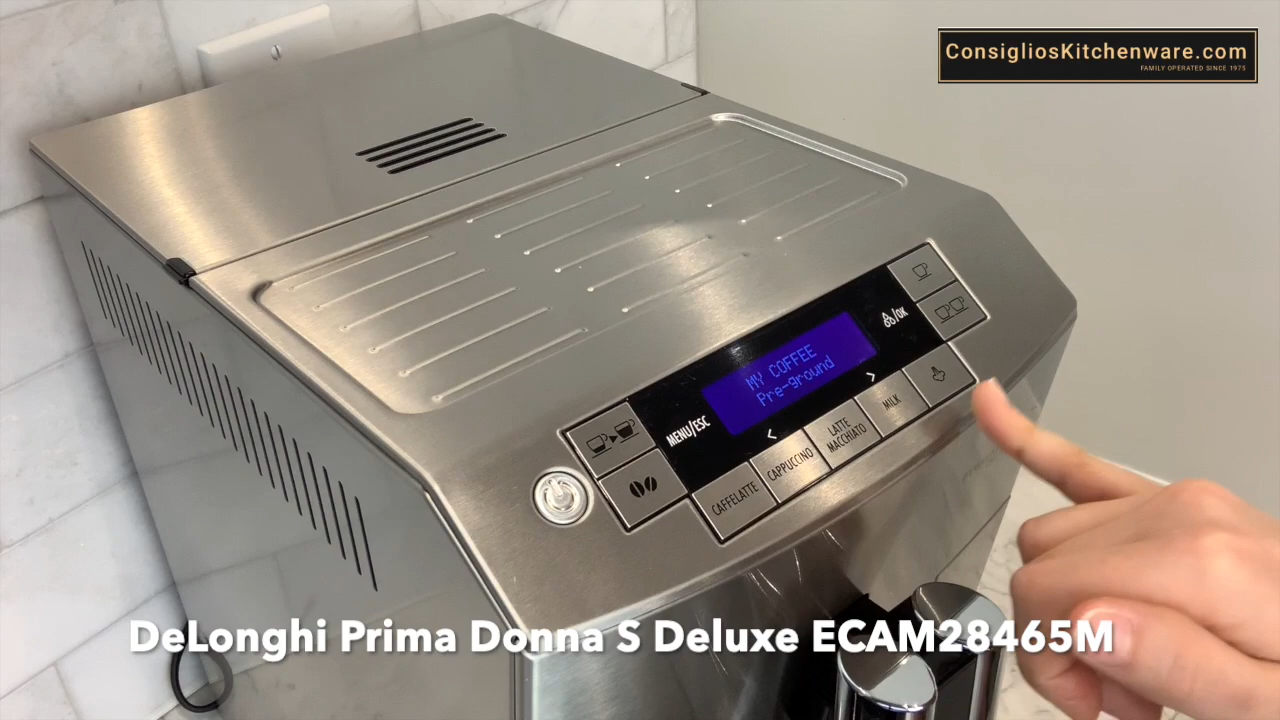 ConsigliosKitchenware.com
FAMILY OPERATED SINCE 1975
MY COFFEE
Pre-ground
MENU/ESC
/OK
< >
CAFFELATTE
CAPPUCCINO
LATTE
MACCHIATO
MILK
DeLonghi Prima Donna S Deluxe ECAM28465M